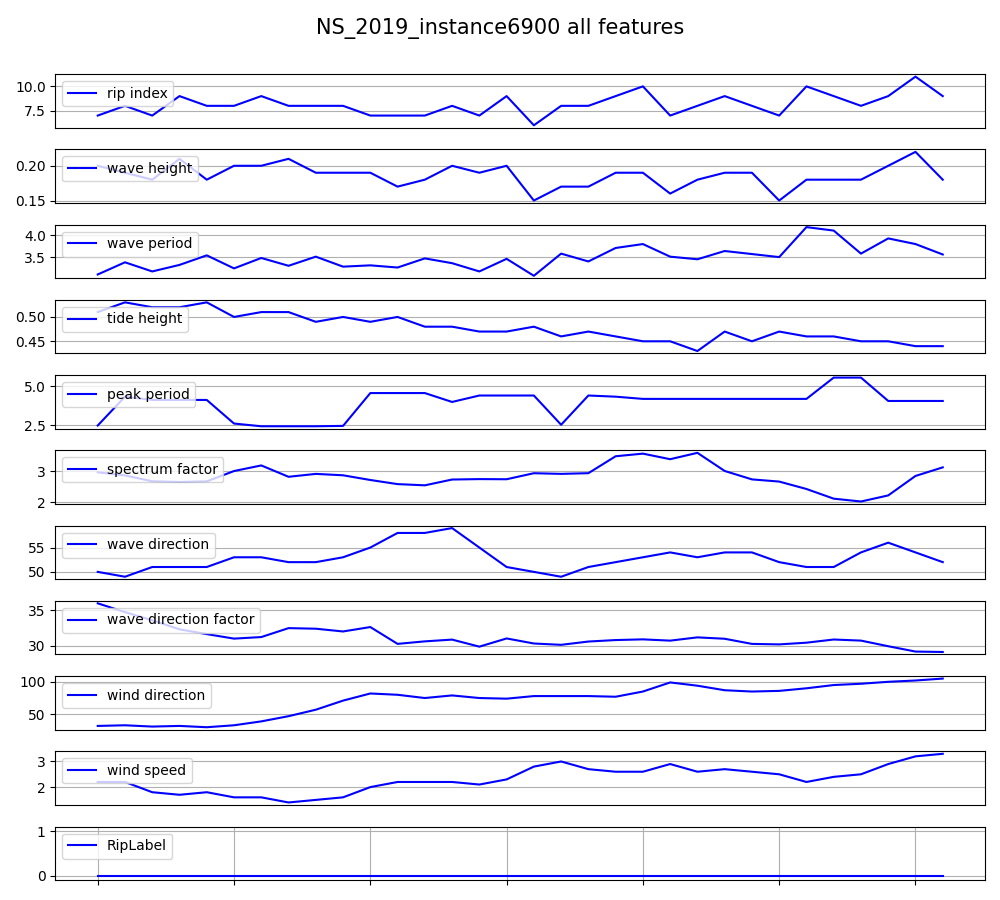 NS_2019_instance6900 all features
10.0
7.5
rip index
0.20
0.15
wave height
4.0
3.5
wave period
0.50
0.45
tide height
5.0
2.5
peak period
3
2
spectrum factor
55
50
wave direction
35
30
wave direction factor
100
50
wind direction
3
2
wind speed
1
0
RipLabel